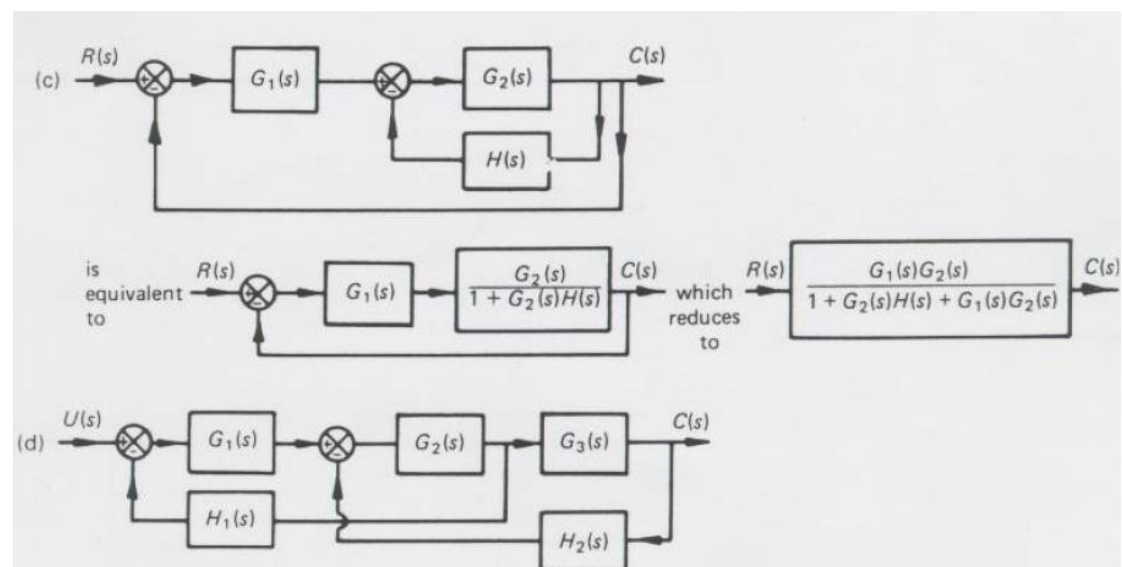 (c) R(s) G₁(s) G₂(s) C(s)
H(s)
is equivalent to
R(s) G₁(s) G₂(s) / 1 + G₂(s)H(s) C(s)
which reduces to
R(s) G₁(s)G₂(s) / 1 + G₂(s)H(s) + G₁(s)G₂(s) C(s)
(d) U(s) G₁(s) G₂(s) G₃(s) C(s)
H₁(s)
H₂(s)